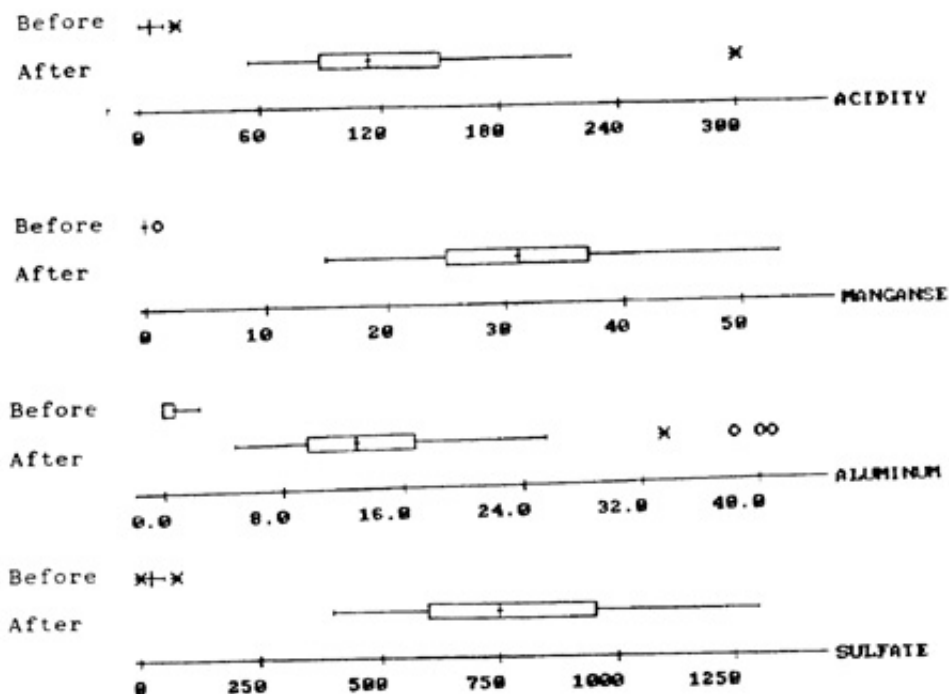 Before
After
ACIDITY
0 60 120 180 240 300
Before
After
MANGANSE
0 10 20 30 40 50
Before
After
ALUMINUM
0.0 8.0 16.0 24.0 32.0 40.0
Before
After
SULFATE
0 250 500 750 1000 1250